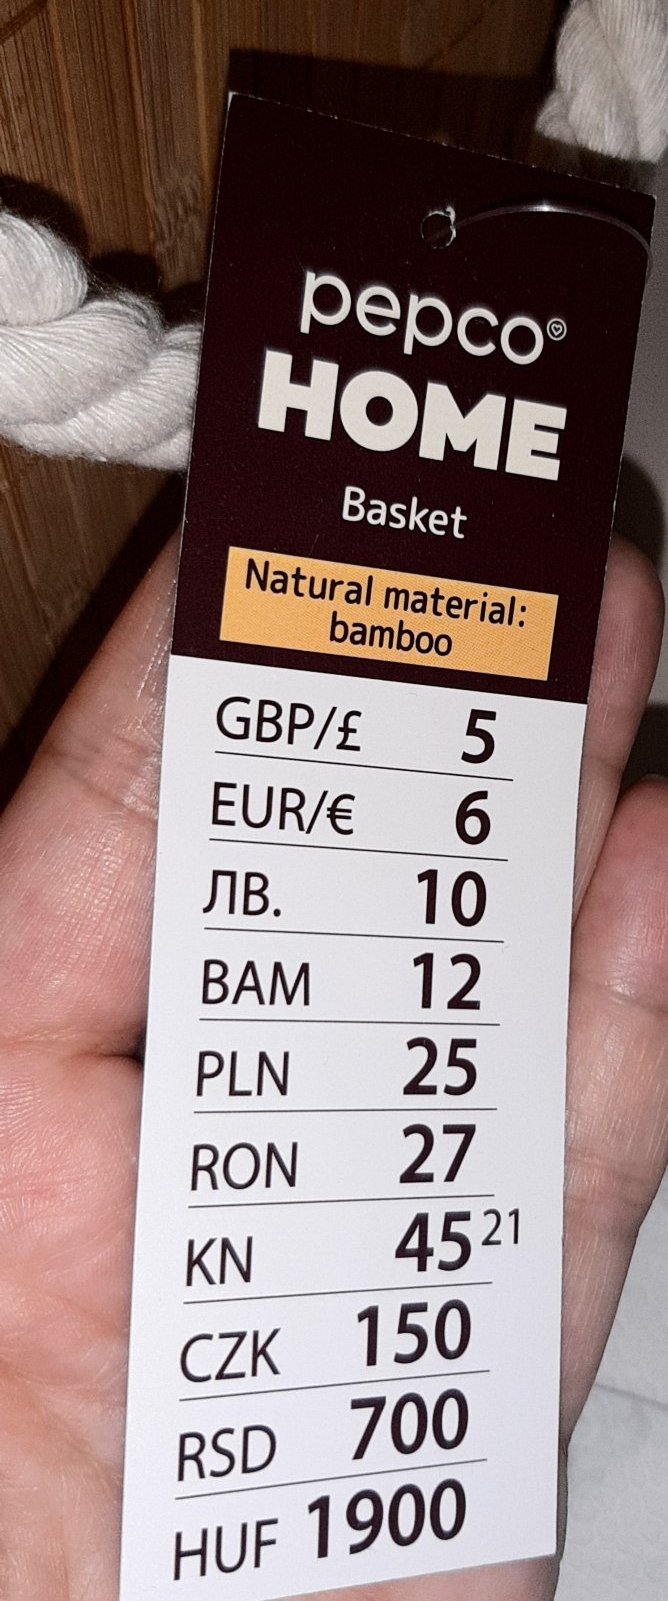 pepco
HOME
Basket
Natural material:
bamboo
GBP/£ 5
EUR/€ 6
ЛВ. 10
BAM 12
PLN 25
RON 27
KN 45 21
CZK 150
RSD 700
HUF 1900